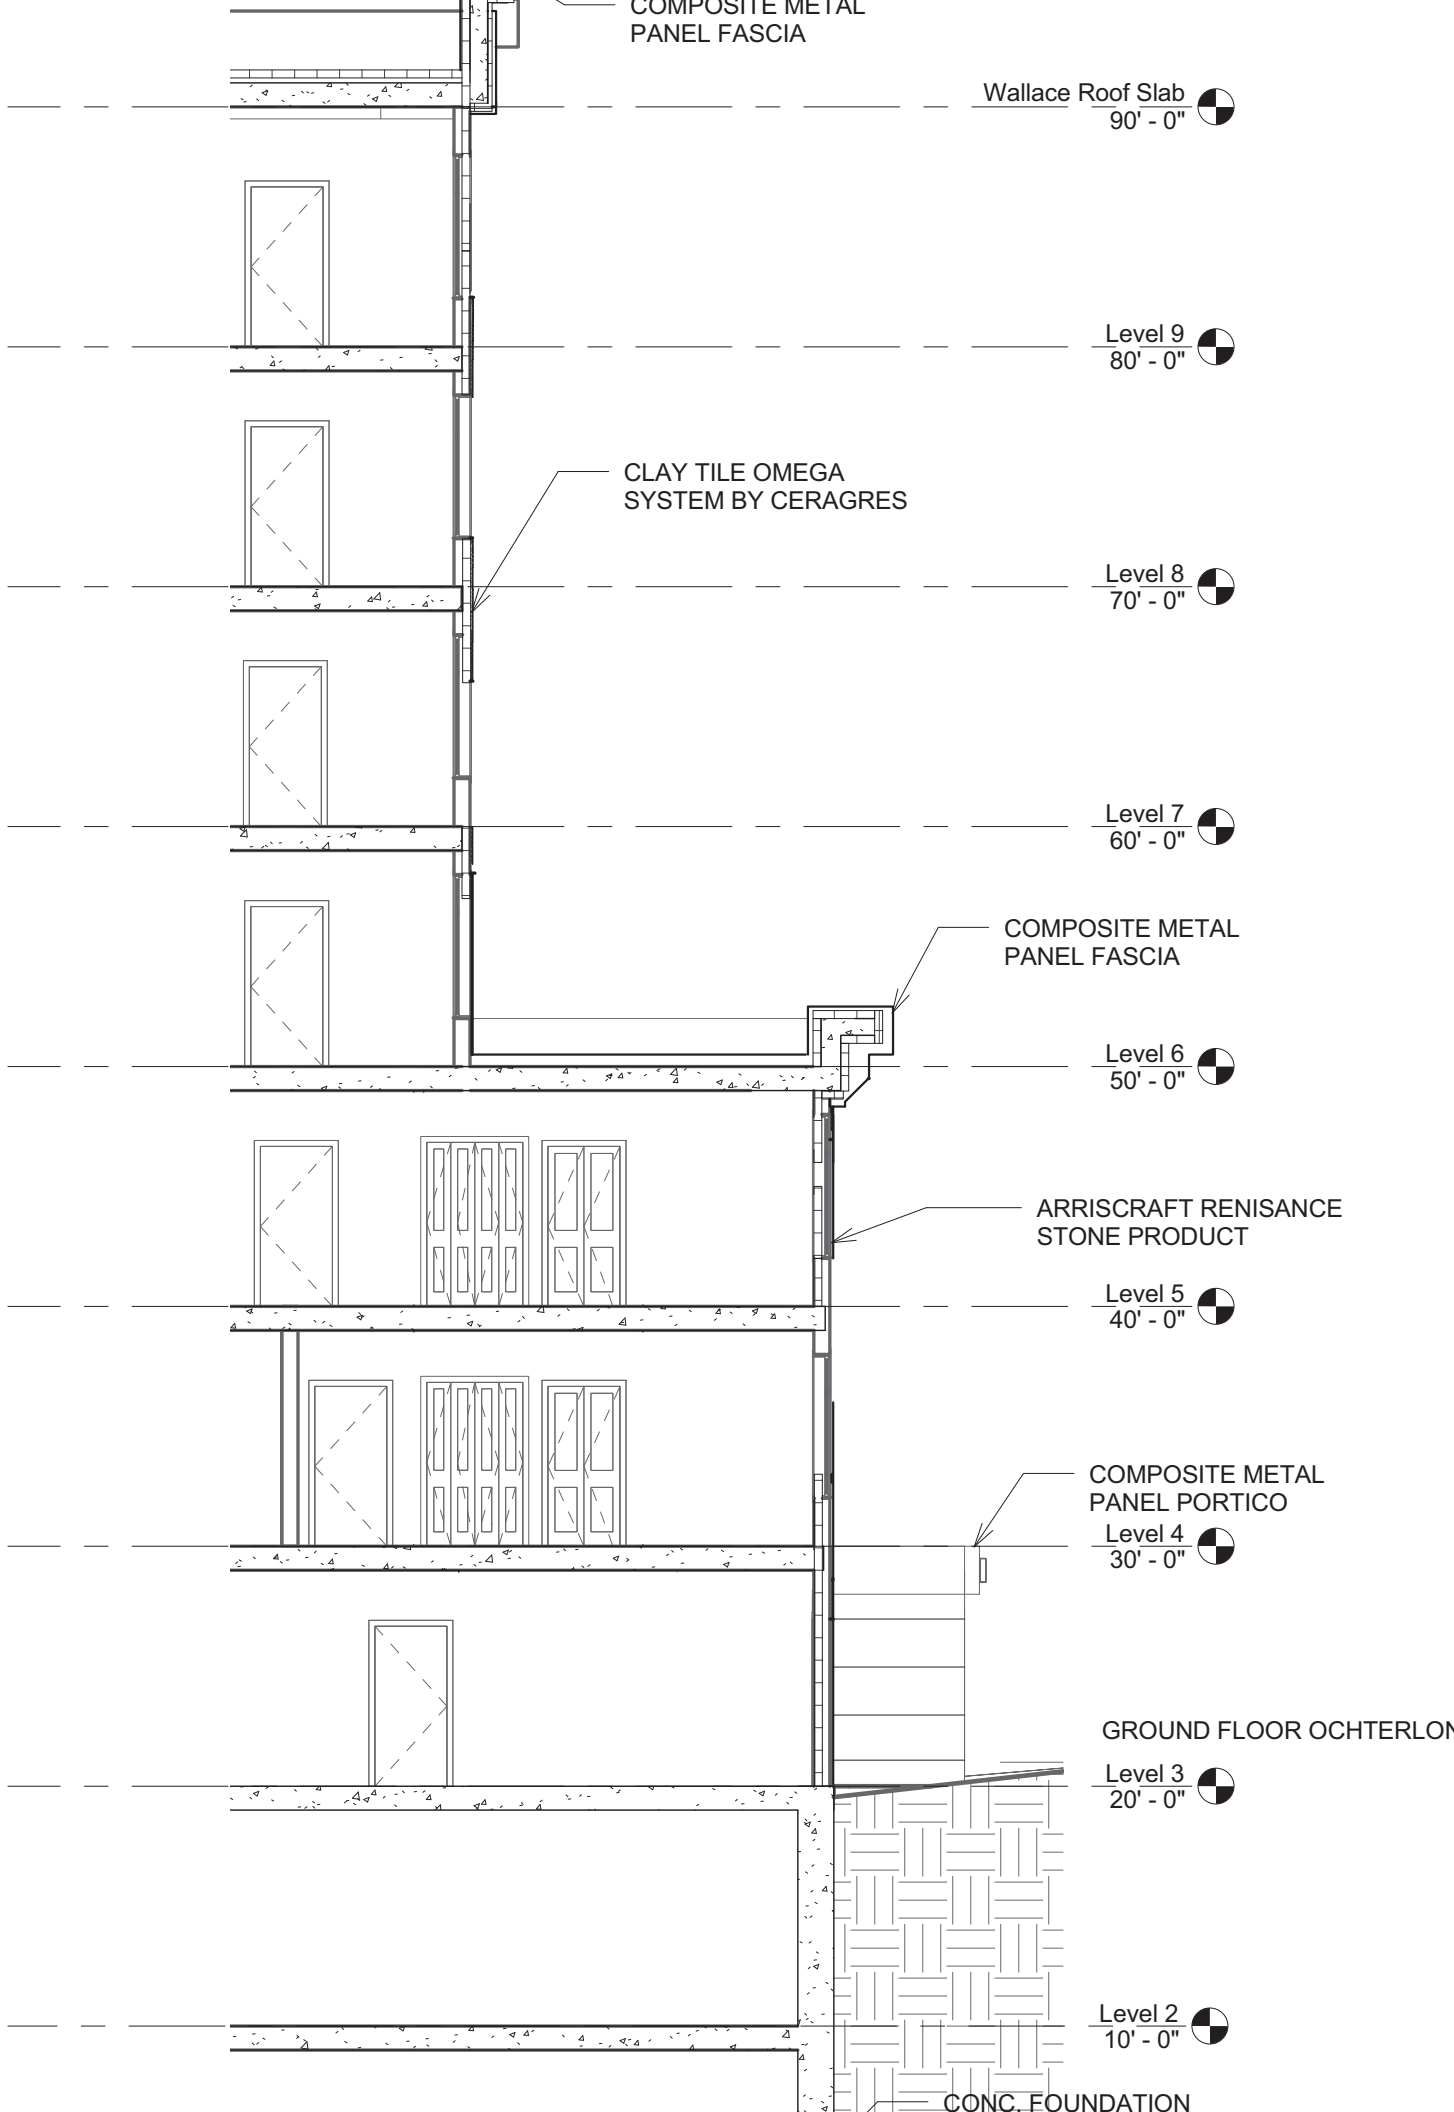 COMPOSITE METAL
PANEL FASCIA
Wallace Roof Slab
90' - 0"
Level 9
80' - 0"
CLAY TILE OMEGA
SYSTEM BY CERAGRES
Level 8
70' - 0"
Level 7
60' - 0"
COMPOSITE METAL
PANEL FASCIA
Level 6
50' - 0"
ARRISCRAFT RENISANCE
STONE PRODUCT
Level 5
40' - 0"
COMPOSITE METAL
PANEL PORTICO
Level 4
30' - 0"
GROUND FLOOR OCHTERLON
Level 3
20' - 0"
Level 2
10' - 0"
CONC. FOUNDATION